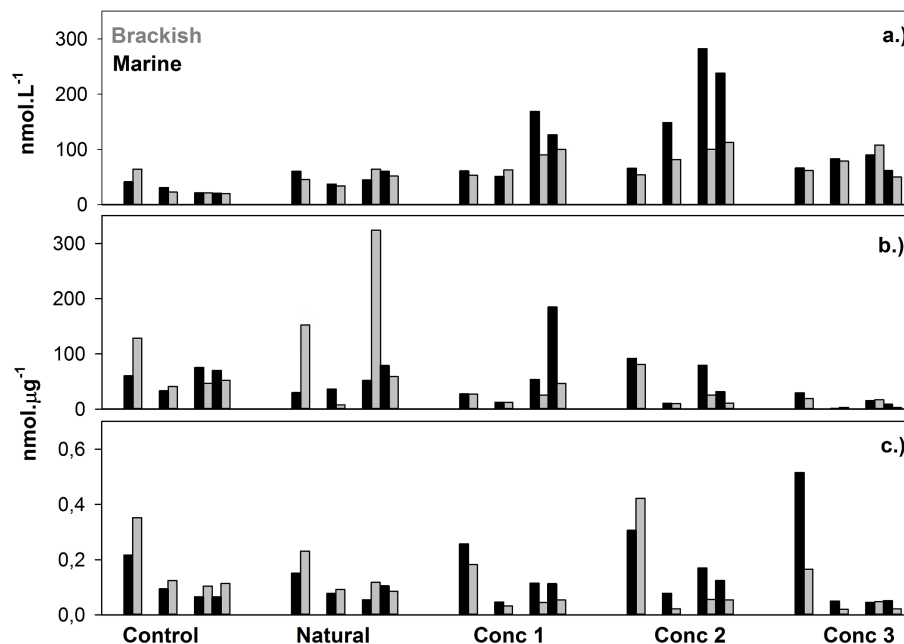 Brackish
Marine
a.)
300
200
100
0
nmol.L⁻¹
b.)
300
200
100
0
nmol.µg⁻¹
c.)
0,6
0,4
0,2
0,0
Control Natural Conc 1 Conc 2 Conc 3